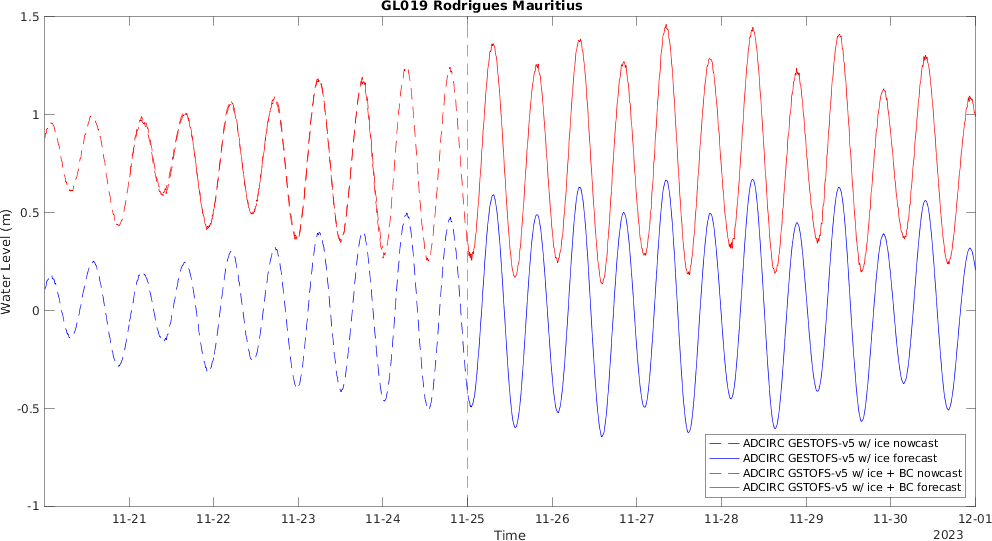 GL019 Rodrigues Mauritius
Water Level (m)
1.5
1
0.5
0
-0.5
-1
ADCIRC GESTOFS-v5 w/ ice nowcast
ADCIRC GESTOFS-v5 w/ ice forecast
ADCIRC GSTOFS-v5 w/ ice + BC nowcast
ADCIRC GSTOFS-v5 w/ ice + BC forecast
11-21 11-22 11-23 11-24 11-25 11-26 11-27 11-28 11-29 11-30 12-01
Time
2023